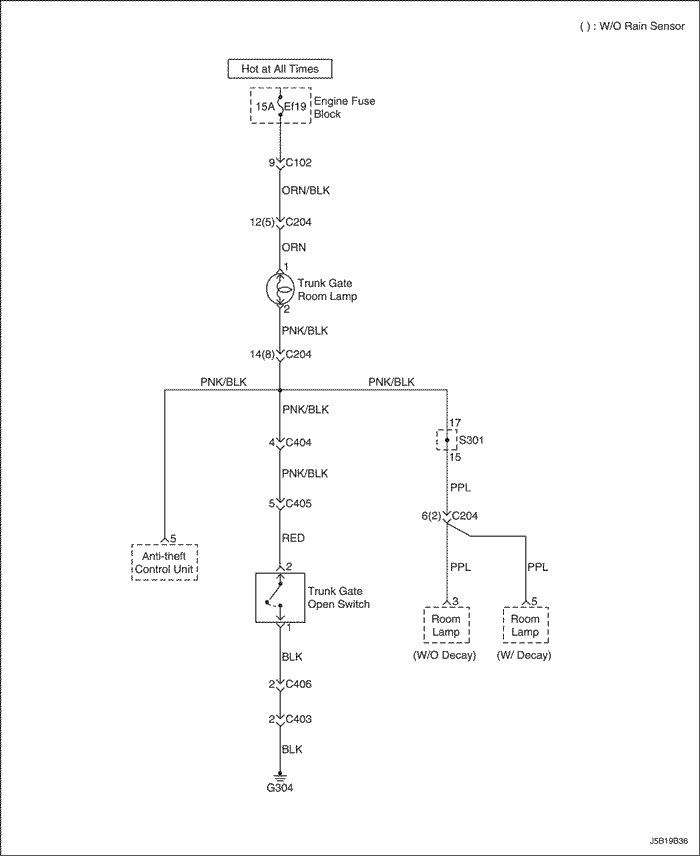 ( ) : W/O Rain Sensor
Hot at All Times
15A Ef19
Engine Fuse
Block
9 C102
ORN/BLK
12(5) C204
ORN
1
Trunk Gate
Room Lamp
2
PNK/BLK
14(8) C204
PNK/BLK PNK/BLK
PNK/BLK
17
4 C404
S301
15
PNK/BLK
PPL
5 C405
6(2) C204
RED
5
Anti-theft
Control Unit
2
PPL PPL
Trunk Gate
Open Switch
1
3 5
Room
Lamp
Room
Lamp
(W/O Decay) (W/ Decay)
BLK
2 C406
2 C403
BLK
G304
J5B19B36